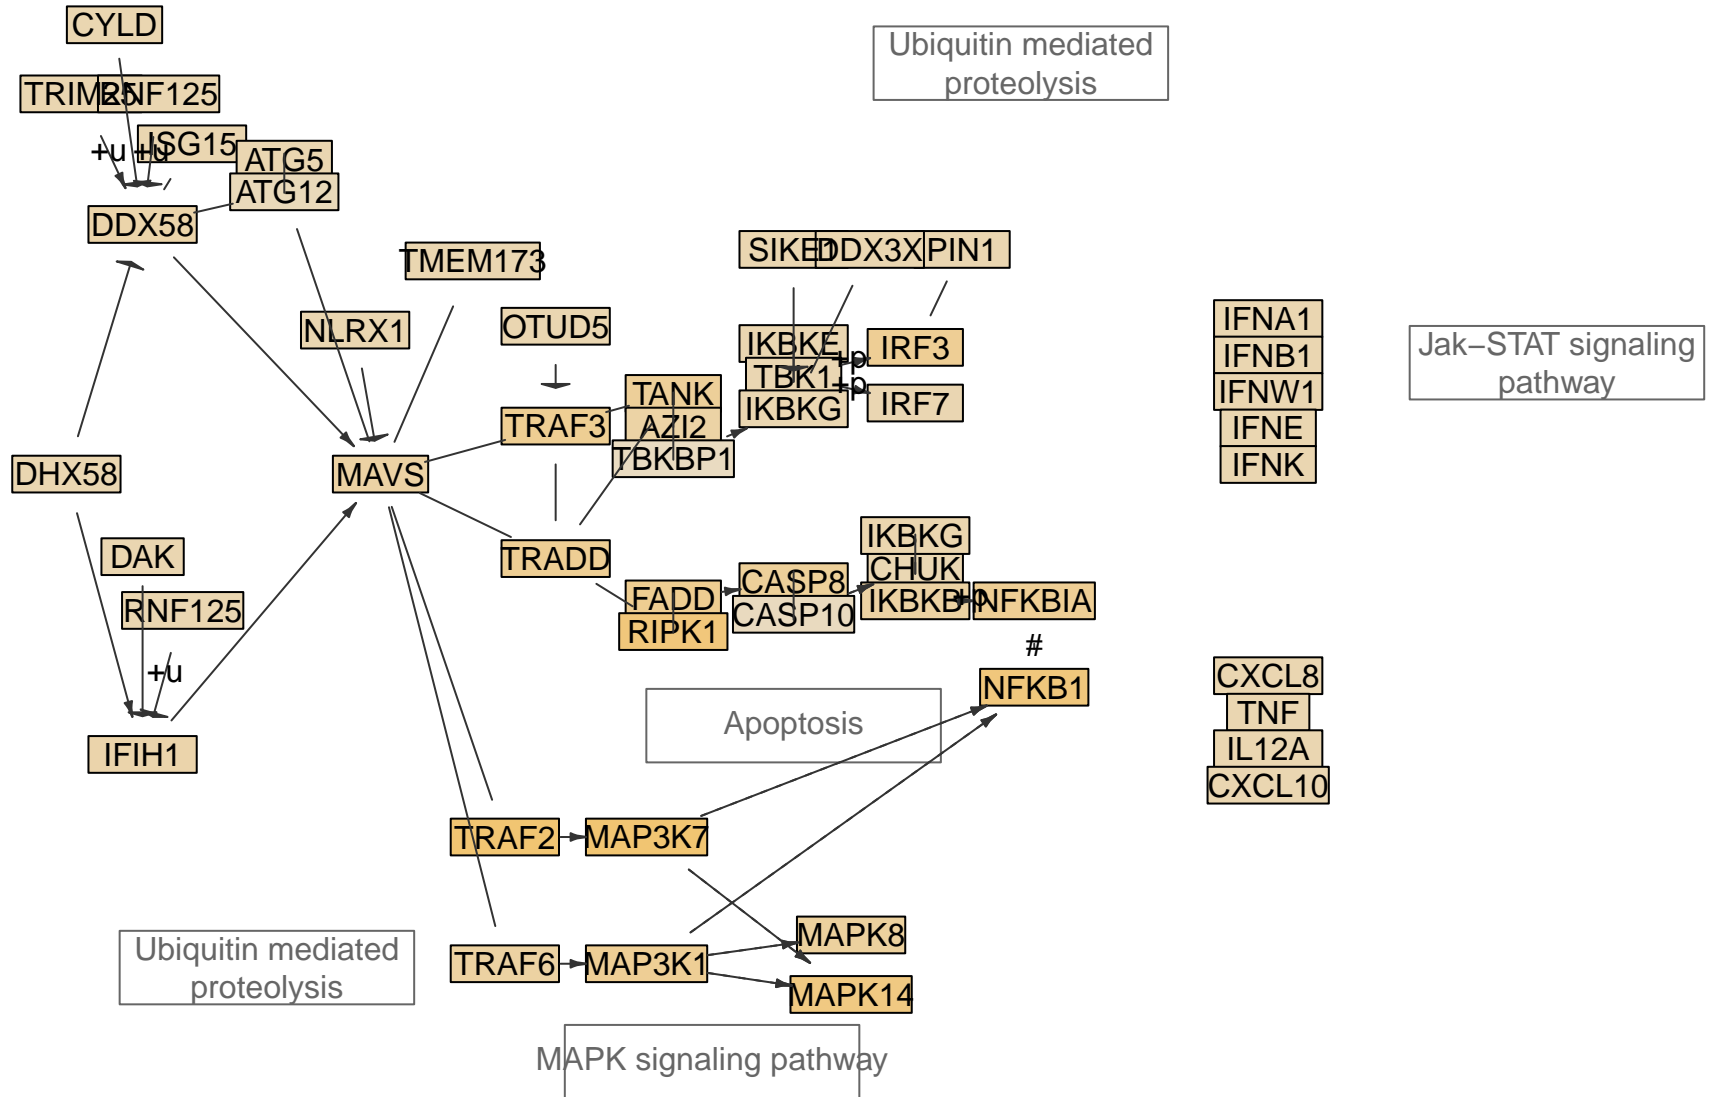 CYLD
Ubiquitin mediated
proteolysis
TRIM25
RNF125
+u
+u
ISG15
ATG5
ATG12
DDX58
TMEM173
SIKE1
DDX3X
PIN1
NLRX1
OTUD5
IKBKE
+p
IRF3
TBK1
+p
IKBKG
IRF7
IFNA1
IFNB1
IFNW1
IFNE
IFNK
Jak−STAT signaling
pathway
TANK
TRAF3
AZI2
TBKBP1
DHX58
MAVS
DAK
TRADD
RNF125
+u
IFIH1
FADD
RIPK1
CASP8
CASP10
IKBKG
CHUK
IKBKB
+p
NFKBIA
#
NFKB1
CXCL8
TNF
IL12A
CXCL10
Apoptosis
TRAF2
MAP3K7
TRAF6
MAP3K1
MAPK8
MAPK14
Ubiquitin mediated
proteolysis
MAPK signaling pathway